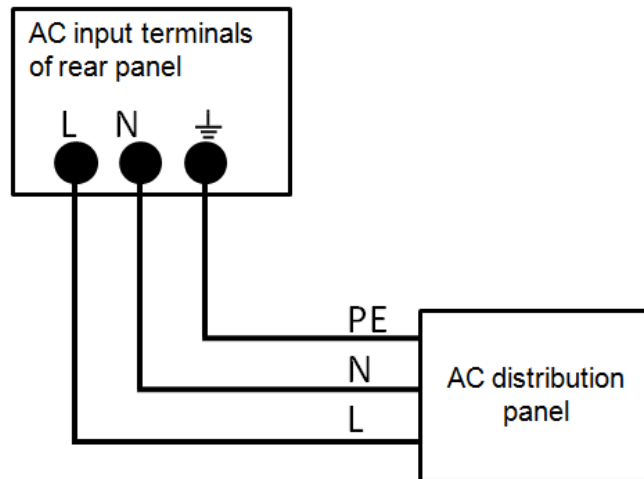 AC input terminals
of rear panel
L N
PE
N
L
AC distribution
panel